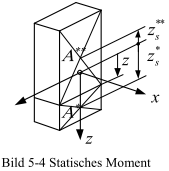 z_s^{**}
A**
z
z_s^{*}
x
A*
z
Bild 5-4 Statisches Moment